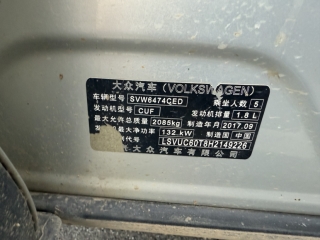 大众汽车 (VOLKSWAGEN)
车辆型号 SVW6474QED 乘坐人数 5
发动机型号 CUF 发动机排量 1.8 L
最大允许总质量 2085kg 制造年月 2017.09
发动机最大净功率 132 kW 制造国 中国
LSVUC60T8H2149226
大众汽车有限公司